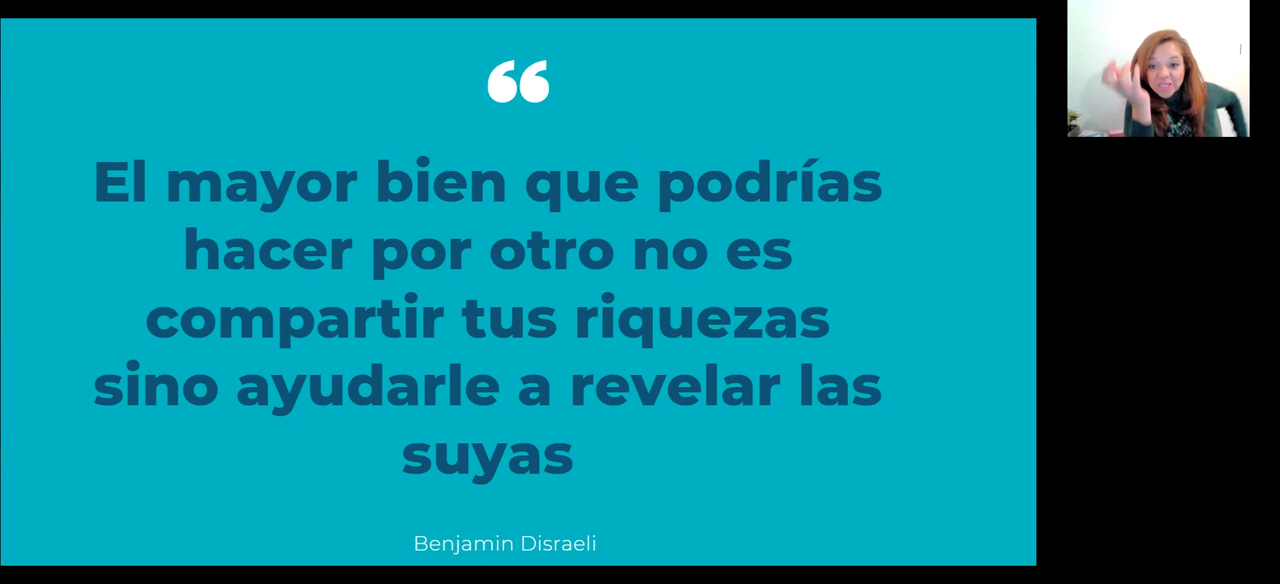 “
El mayor bien que podrías
hacer por otro no es
compartir tus riquezas
sino ayudarle a revelar las
suyas
Benjamin Disraeli